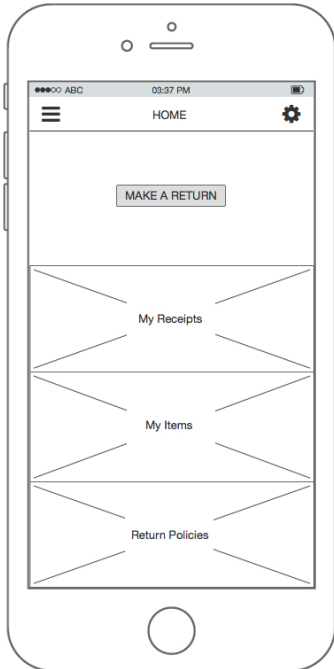 ABC 03:37 PM
HOME
MAKE A RETURN
My Receipts
My Items
Return Policies